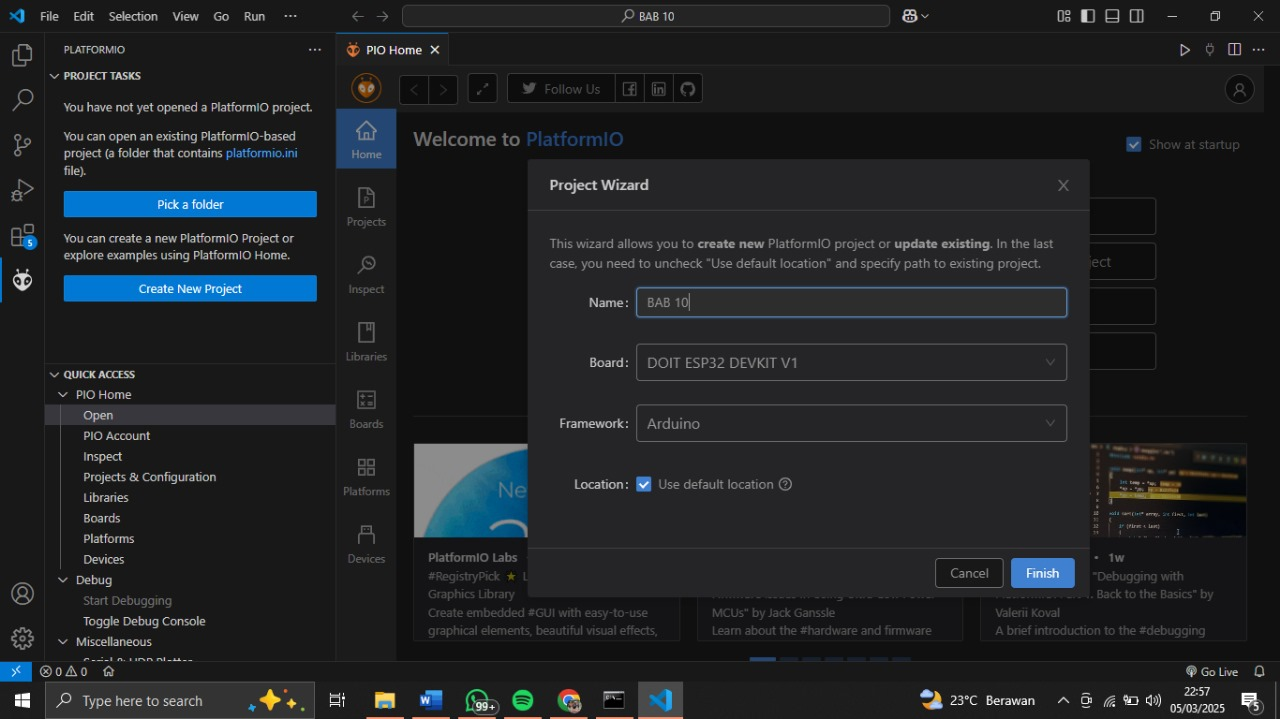 File Edit Selection View Go Run ···
BAB 10
PLATFORMIO
PROJECT TASKS
You have not yet opened a PlatformIO project.
You can open an existing PlatformIO-based
project (a folder that contains platformio.ini
file).
Pick a folder
You can create a new PlatformIO Project or
explore examples using PlatformIO Home.
Create New Project
QUICK ACCESS
PIO Home
Open
PIO Account
Inspect
Projects & Configuration
Libraries
Boards
Platforms
Devices
Debug
Start Debugging
Toggle Debug Console
Miscellaneous
5
PIO Home
Follow Us
Home
Projects
Inspect
Libraries
Boards
Platforms
Devices
Welcome to PlatformIO
Show at startup
Project Wizard
This wizard allows you to create new PlatformIO project or update existing. In the last
case, you need to uncheck "Use default location" and specify path to existing project.
Name: BAB 10
Board: DOIT ESP32 DEVKIT V1
Framework: Arduino
Location: Use default location
Cancel Finish
PlatformIO Labs
#RegistryPick ★
Graphics Library
Create embedded #GUI with easy-to-use
graphical elements, beautiful visual effects,
MCUs" by Jack Ganssle
Learn about the #hardware and firmware
• 1w
"Debugging with
Back to the Basics" by
Valerii Koval
A brief introduction to the #debugging
0 0
Go Live
Type here to search
99+
23°C Berawan
22:57
05/03/2025
5